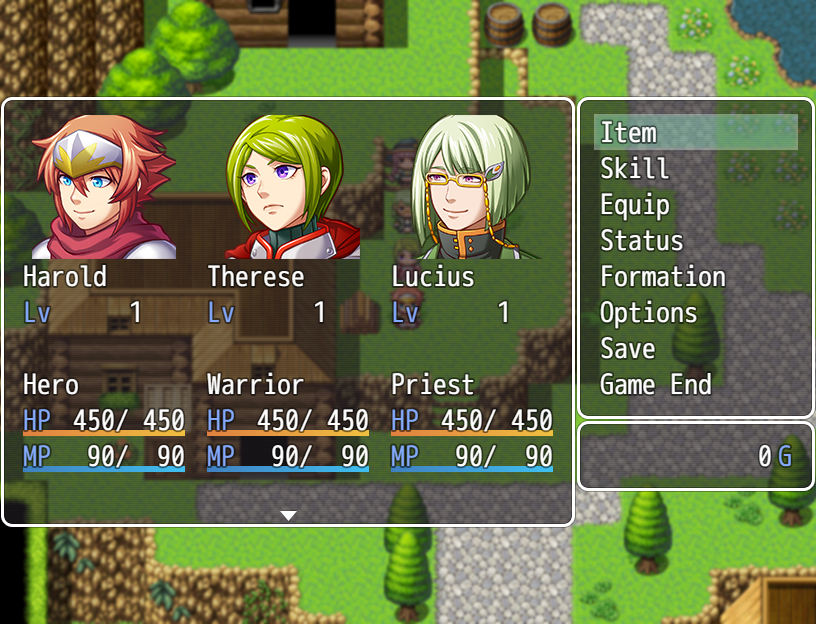 Harold Therese Lucius
Lv 1 Lv 1 Lv 1
Hero Warrior Priest
HP 450/ 450 HP 450/ 450 HP 450/ 450
MP 90/ 90 MP 90/ 90 MP 90/ 90
Item
Skill
Equip
Status
Formation
Options
Save
Game End
0 G